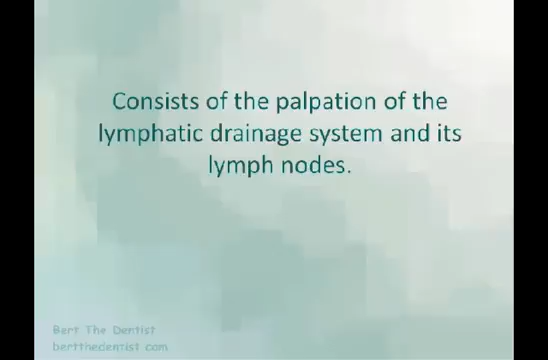 Consists of the palpation of the
lymphatic drainage system and its
lymph nodes.
Bert The Dentist
bertthedentist com